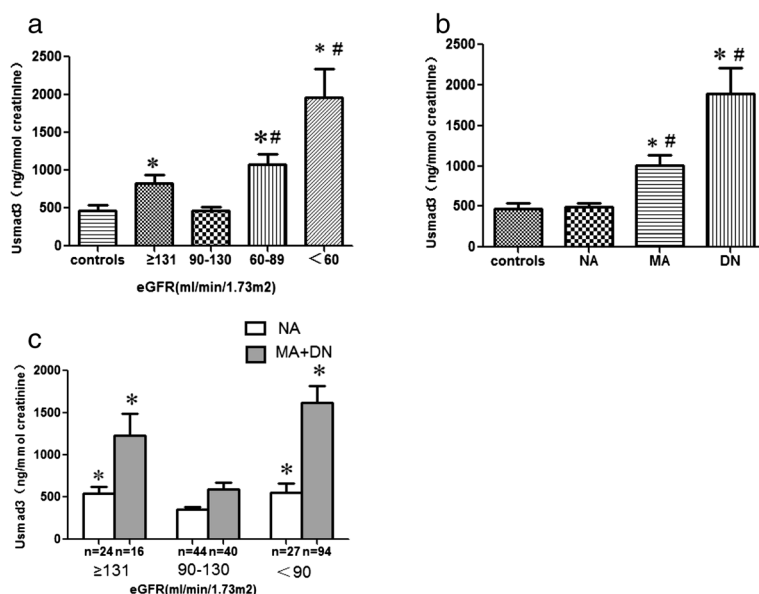 a
Usmad3 (ng/mmol creatinine)
2500
2000
1500
1000
500
0
*
*#
* #
controls ≥131 90-130 60-89 <60
eGFR(ml/min/1.73m2)
b
Usmad3 (ng/mmol creatinine)
2500
2000
1500
1000
500
0
* #
* #
controls NA MA DN
c
NA
MA+DN
Usmad3 (ng/mmol creatinine)
2000
1500
1000
500
0
*
*
*
*
n=24 n=16 n=44 n=40 n=27 n=94
≥131 90-130 <90
eGFR(ml/min/1.73m2)